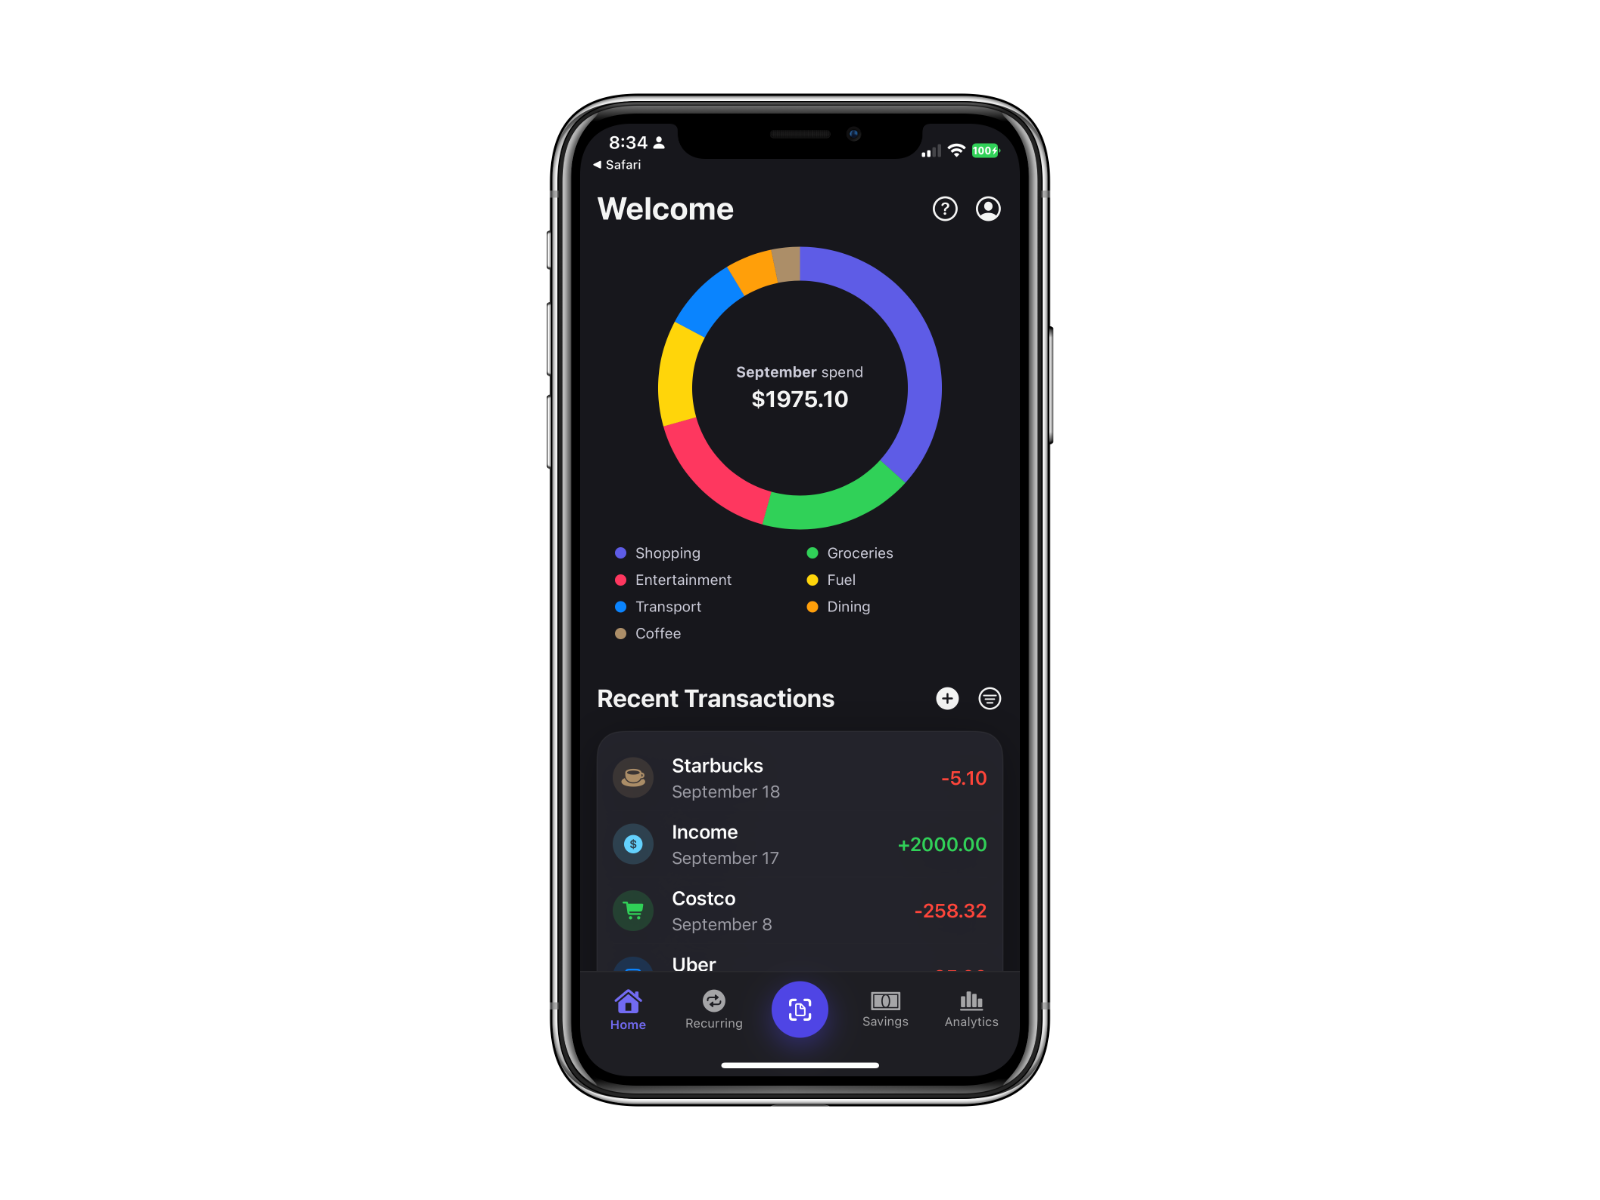 8:34
100
◀ Safari
Welcome
September spend
$1975.10
Shopping
Groceries
Entertainment
Fuel
Transport
Dining
Coffee
Recent Transactions
Starbucks
September 18
-5.10
Income
September 17
+2000.00
Costco
September 8
-258.32
Uber
Home
Recurring
Savings
Analytics